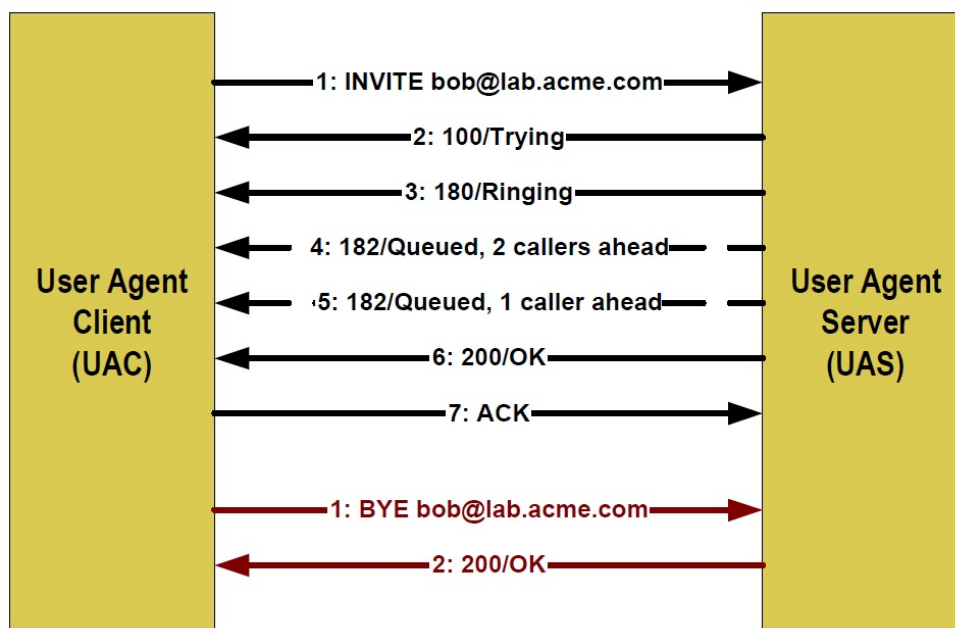 1: INVITE bob@lab.acme.com
2: 100/Trying
3: 180/Ringing
4: 182/Queued, 2 callers ahead
5: 182/Queued, 1 caller ahead
6: 200/OK
7: ACK
1: BYE bob@lab.acme.com
2: 200/OK
User Agent
Client
(UAC)
User Agent
Server
(UAS)